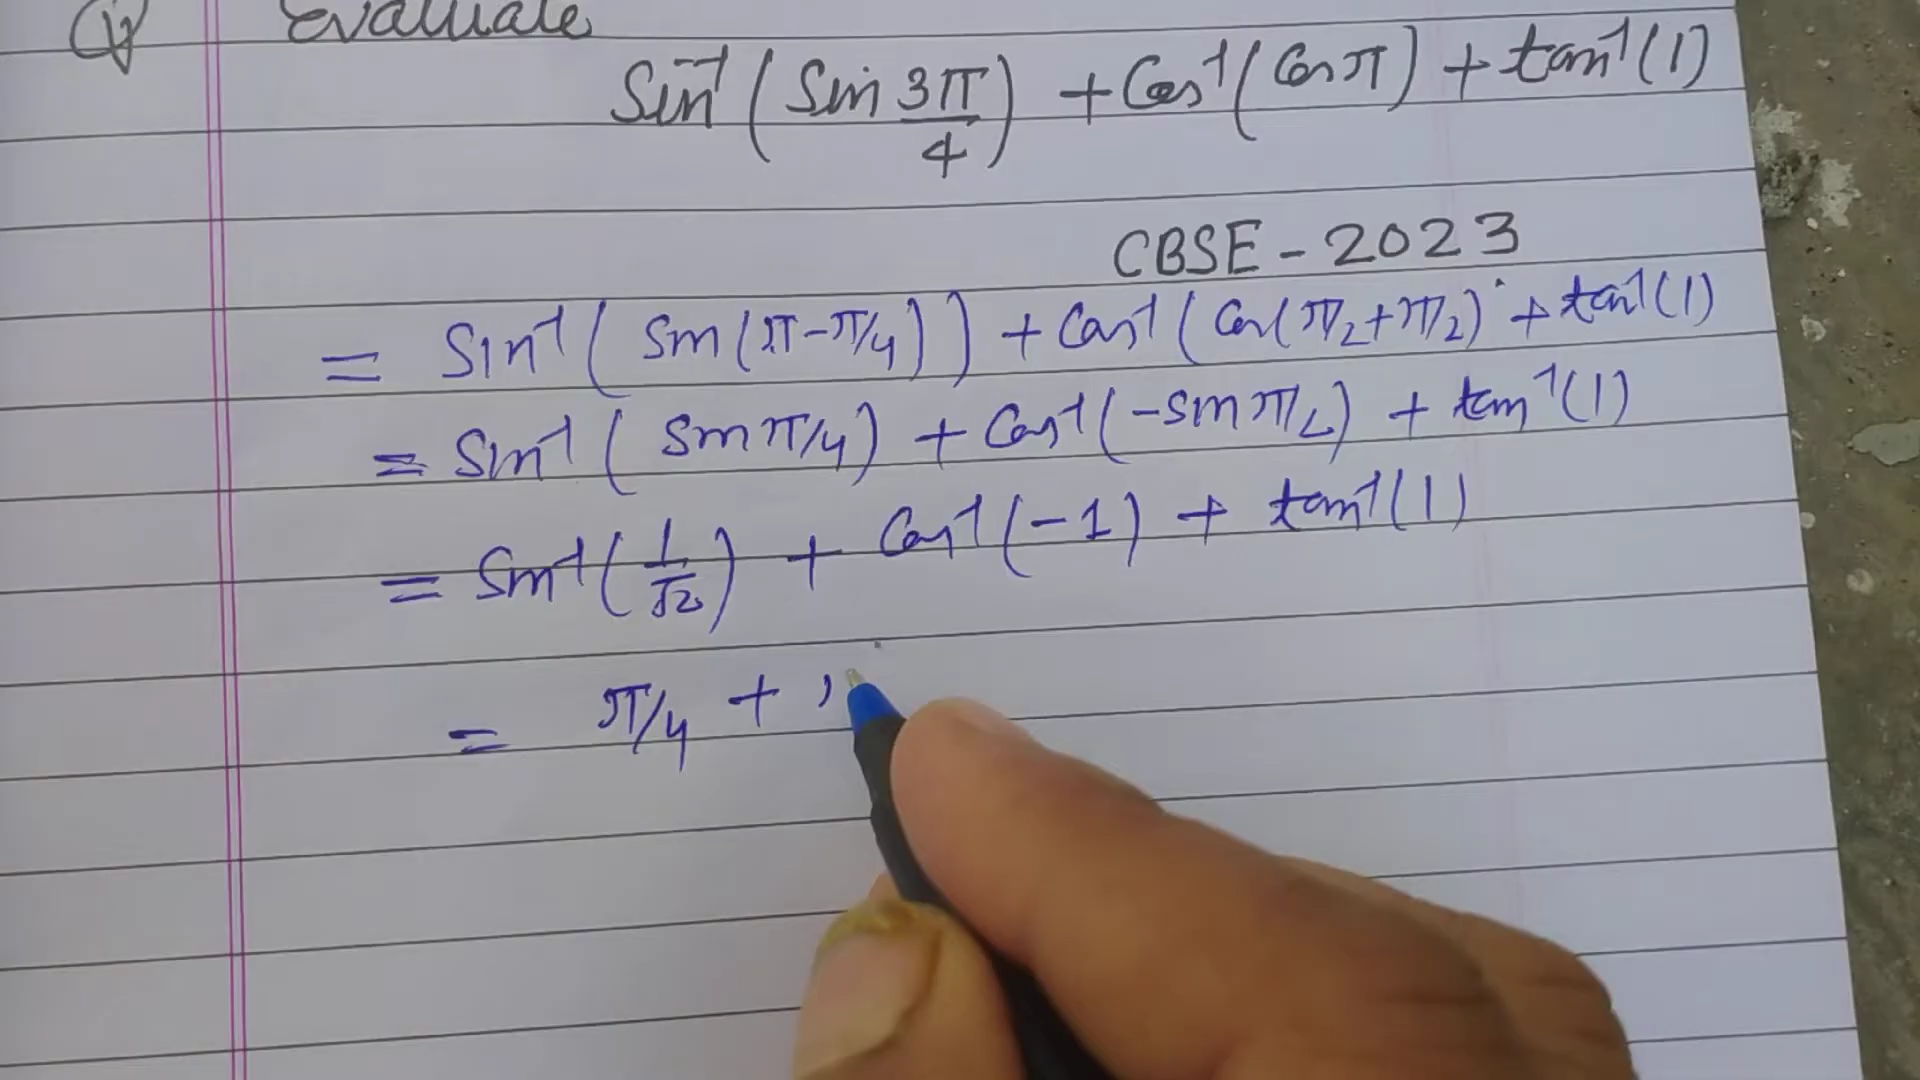 Q Evaluate
Sin⁻¹(Sin 3π/4) + Cos⁻¹(Cos π) + tan⁻¹(1)
CBSE - 2023
= Sin⁻¹(Sin(π-π/4)) + Cos⁻¹(Cos(π/2+π/2) + tan⁻¹(1)
= Sin⁻¹(Sin π/4) + Cos⁻¹(-Sin π/2) + tan⁻¹(1)
= Sin⁻¹(1/√2) + Cos⁻¹(-1) + tan⁻¹(1)
= π/4 +